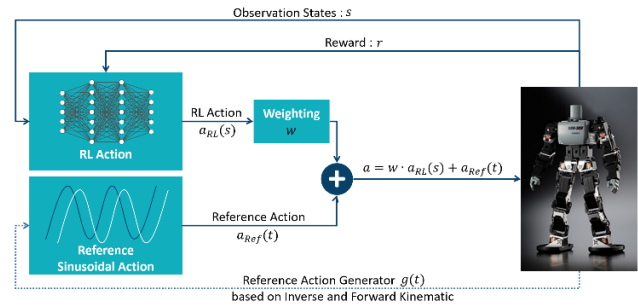 Observation States : s
Reward : r
RL Action
a_RL(s)
Weighting
w
RL Action
a = w · a_RL(s) + a_Ref(t)
Reference Action
a_Ref(t)
Reference
Sinusoidal Action
Reference Action Generator g(t)
based on Inverse and Forward Kinematic